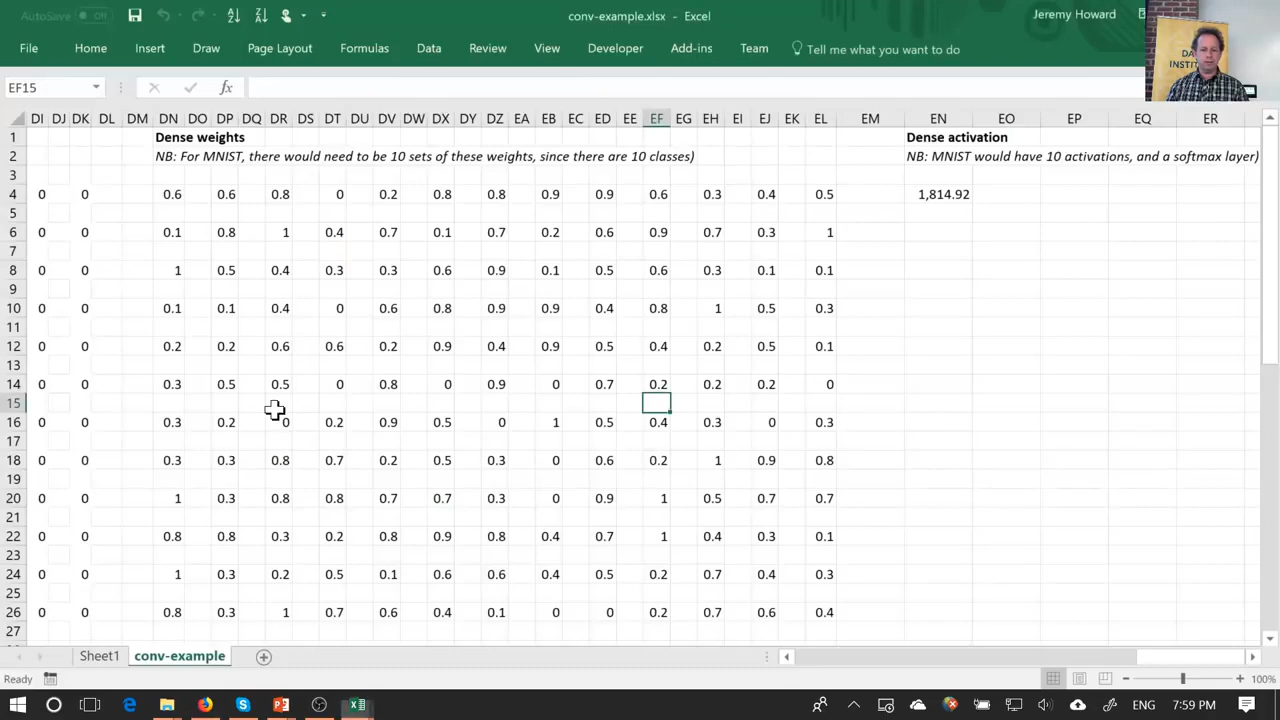 AutoSave Off conv-example.xlsx - Excel Jeremy Howard
File Home Insert Draw Page Layout Formulas Data Review View Developer Add-ins Team Tell me what you want to do
EF15 fx
DI DJ DK DL DM DN DO DP DQ DR DS DT DU DV DW DX DY DZ EA EB EC ED EE EF EG EH EI EJ EK EL EM EN EO EP EQ ER
1 Dense weights Dense activation
2 NB: For MNIST, there would need to be 10 sets of these weights, since there are 10 classes) NB: MNIST would have 10 activations, and a softmax layer)
3
4 0 0 0.6 0.6 0.8 0 0.2 0.8 0.8 0.9 0.9 0.6 0.3 0.4 0.5 1,814.92
5
6 0 0 0.1 0.8 1 0.4 0.7 0.1 0.7 0.2 0.6 0.9 0.7 0.3 1
7
8 0 0 1 0.5 0.4 0.3 0.3 0.6 0.9 0.1 0.5 0.6 0.3 0.1 0.1
9
10 0 0 0.1 0.1 0.4 0 0.6 0.8 0.9 0.9 0.4 0.8 1 0.5 0.3
11
12 0 0 0.2 0.2 0.6 0.6 0.2 0.9 0.4 0.9 0.5 0.4 0.2 0.5 0.1
13
14 0 0 0.3 0.5 0.5 0 0.8 0 0.9 0 0.7 0.2 0.2 0.2 0
15
16 0 0 0.3 0.2 0 0.2 0.9 0.5 0 1 0.5 0.4 0.3 0 0.3
17
18 0 0 0.3 0.3 0.8 0.7 0.2 0.5 0.3 0 0.6 0.2 1 0.9 0.8
19
20 0 0 1 0.3 0.8 0.8 0.7 0.7 0.3 0 0.9 1 0.5 0.7 0.7
21
22 0 0 0.8 0.8 0.3 0.2 0.8 0.9 0.8 0.4 0.7 1 0.4 0.3 0.1
23
24 0 0 1 0.3 0.2 0.5 0.1 0.6 0.6 0.4 0.5 0.2 0.7 0.4 0.3
25
26 0 0 0.8 0.3 1 0.7 0.6 0.4 0.1 0 0 0.2 0.7 0.6 0.4
27
Sheet1 conv-example
Ready 100%
ENG 7:59 PM